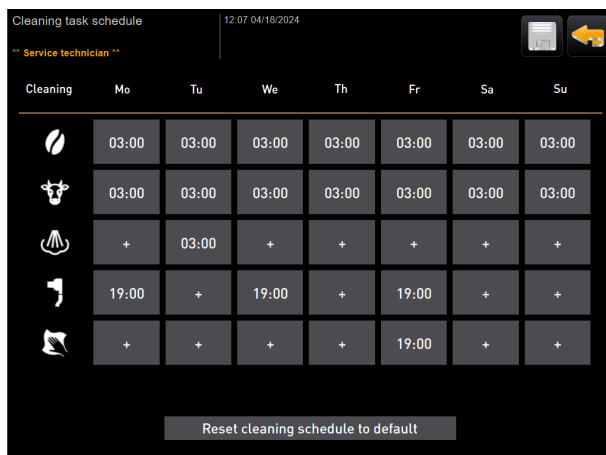 Cleaning task schedule 12:07 04/18/2024
** Service technician **
Cleaning Mo Tu We Th Fr Sa Su
03:00 03:00 03:00 03:00 03:00 03:00 03:00
03:00 03:00 03:00 03:00 03:00 03:00 03:00
+ 03:00 + + + + +
19:00 + 19:00 + 19:00 + +
+ + + + 19:00 + +
Reset cleaning schedule to default